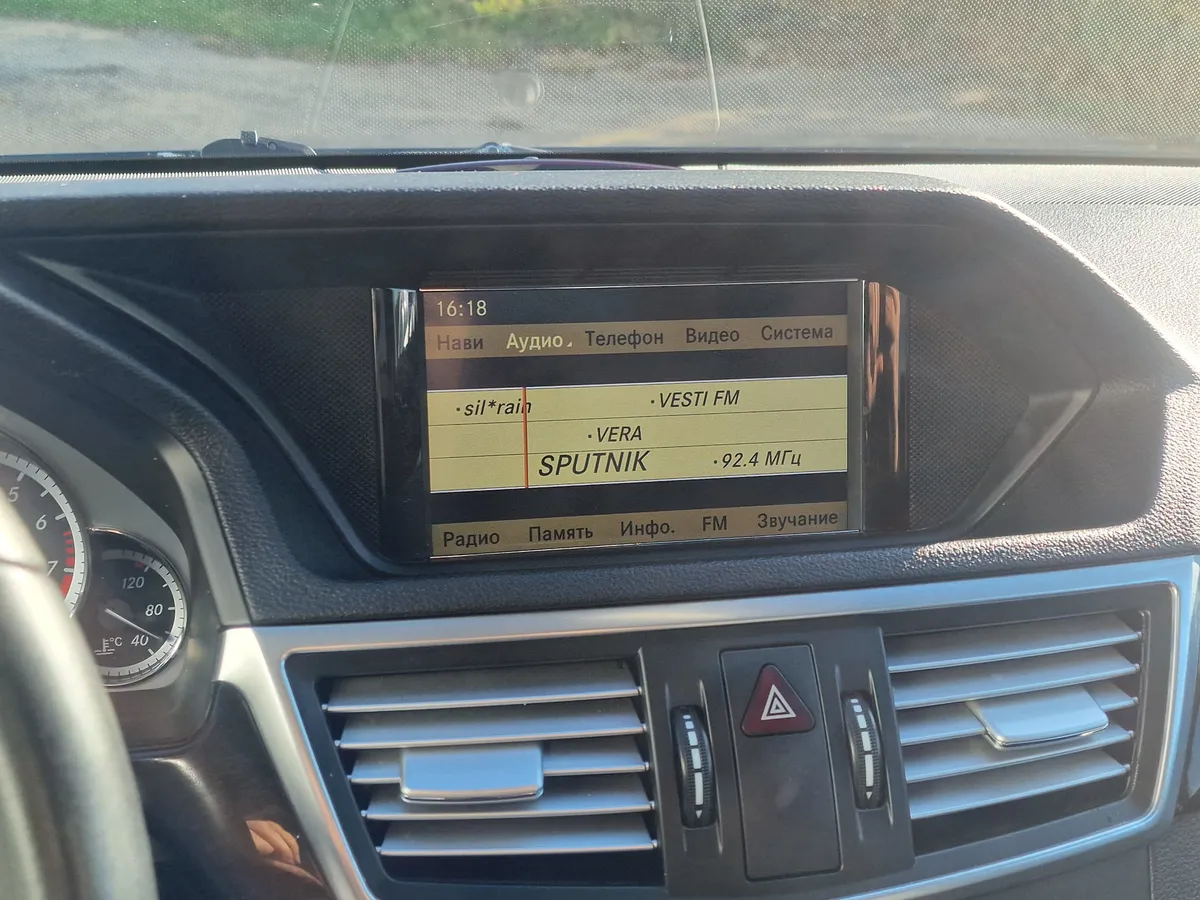 16:18
Нави Аудио Телефон Видео Система
·sil*rain ·VESTI FM
·VERA
SPUTNIK ·92.4 МГц
Радио Память Инфо. FM Звучание
5
6
7
120
80
°C 40